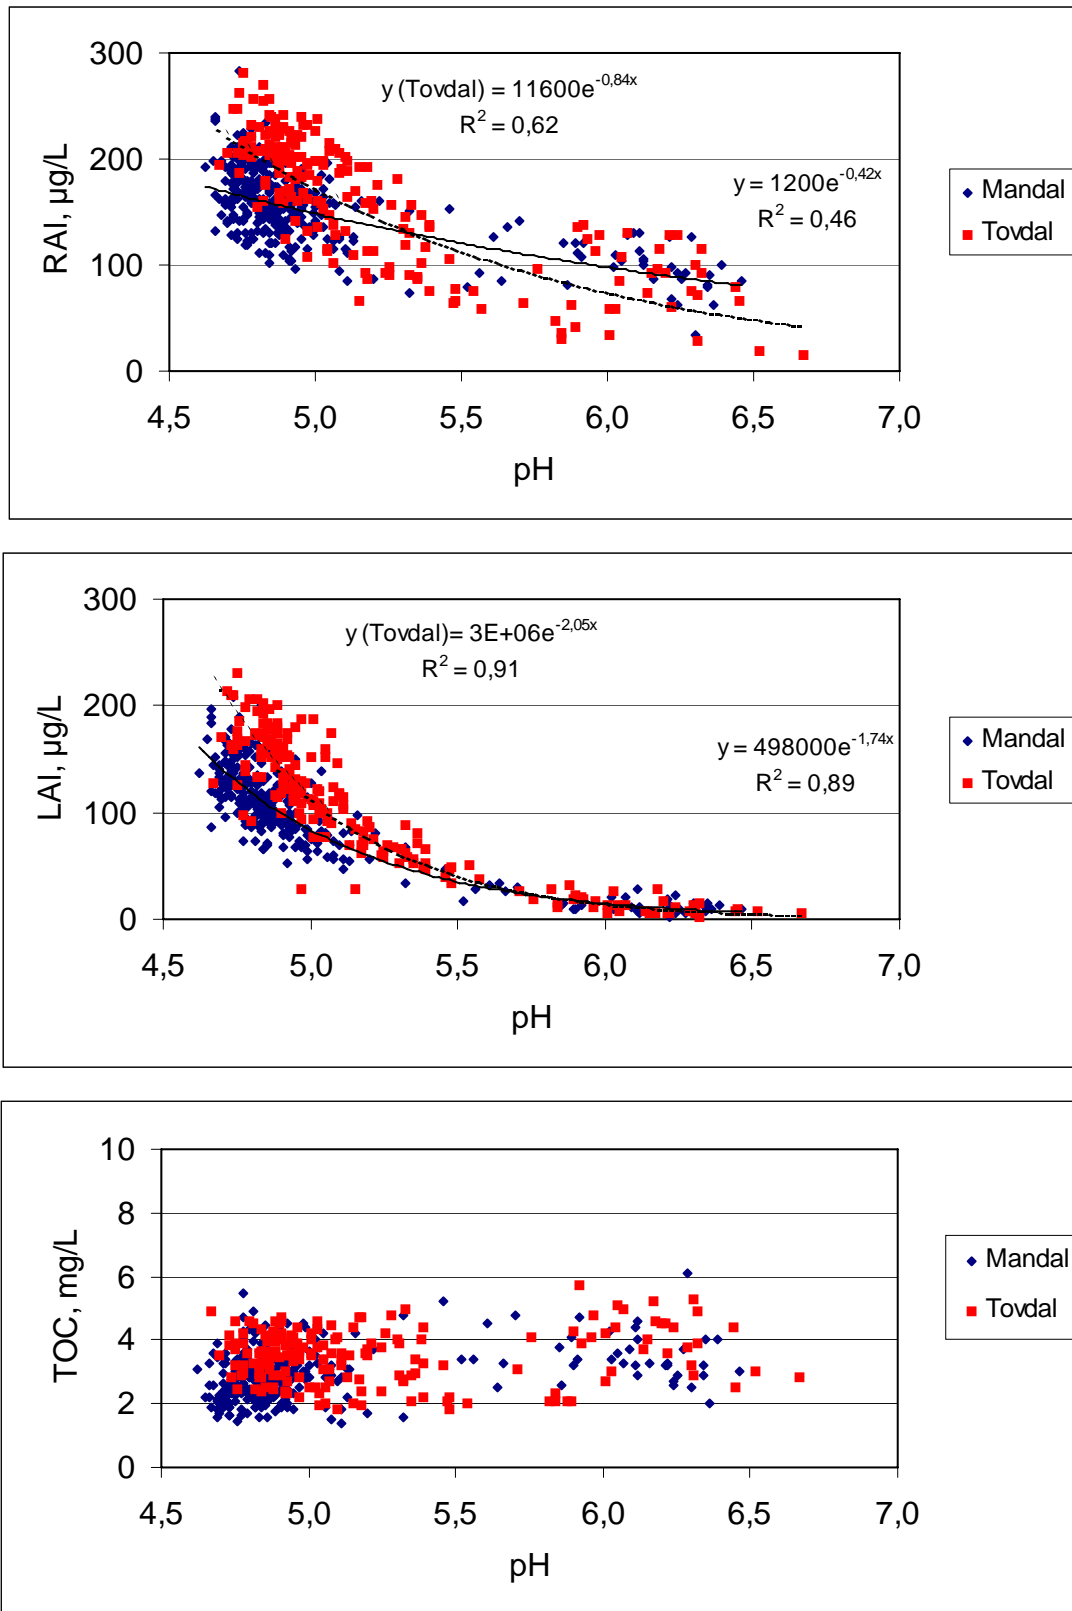 300
200
100
0
RAl, µg/L
y (Tovdal) = 11600e^-0,84x
R² = 0,62
y = 1200e^-0,42x
R² = 0,46
Mandal
Tovdal
4,5 5,0 5,5 6,0 6,5 7,0
pH
300
200
100
0
LAl, µg/L
y (Tovdal)= 3E+06e^-2,05x
R² = 0,91
y = 498000e^-1,74x
R² = 0,89
Mandal
Tovdal
4,5 5,0 5,5 6,0 6,5 7,0
pH
10
8
6
4
2
0
TOC, mg/L
Mandal
Tovdal
4,5 5,0 5,5 6,0 6,5 7,0
pH